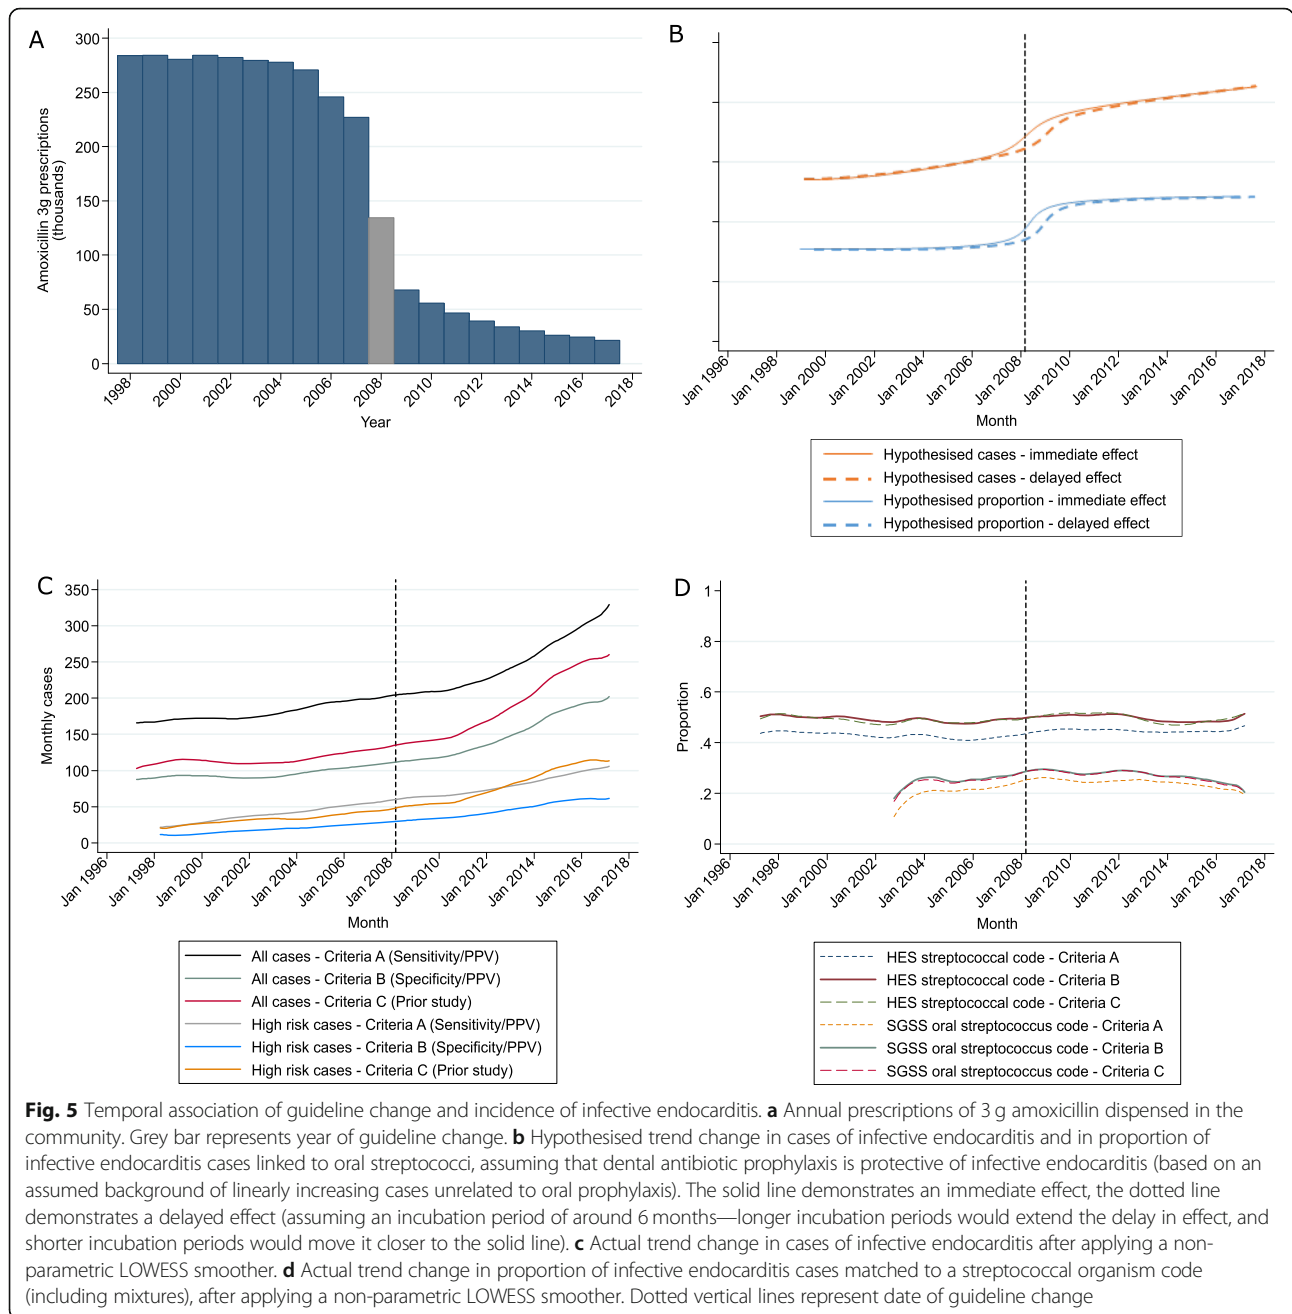 A
300
250
200
150
100
50
0
Amoxicillin 3g prescriptions
(thousands)
1998
2000
2002
2004
2006
2008
2010
2012
2014
2016
2018
Year
B
Jan 1996
Jan 1998
Jan 2000
Jan 2002
Jan 2004
Jan 2006
Jan 2008
Jan 2010
Jan 2012
Jan 2014
Jan 2016
Jan 2018
Month
Hypothesised cases - immediate effect
Hypothesised cases - delayed effect
Hypothesised proportion - immediate effect
Hypothesised proportion - delayed effect
C
350
300
250
200
150
100
50
0
Monthly cases
Jan 1996
Jan 1998
Jan 2000
Jan 2002
Jan 2004
Jan 2006
Jan 2008
Jan 2010
Jan 2012
Jan 2014
Jan 2016
Jan 2018
Month
All cases - Criteria A (Sensitivity/PPV)
All cases - Criteria B (Specificity/PPV)
All cases - Criteria C (Prior study)
High risk cases - Criteria A (Sensitivity/PPV)
High risk cases - Criteria B (Specificity/PPV)
High risk cases - Criteria C (Prior study)
D
1
.8
.6
.4
.2
0
Proportion
Jan 1996
Jan 1998
Jan 2000
Jan 2002
Jan 2004
Jan 2006
Jan 2008
Jan 2010
Jan 2012
Jan 2014
Jan 2016
Jan 2018
Month
HES streptococcal code - Criteria A
HES streptococcal code - Criteria B
HES streptococcal code - Criteria C
SGSS oral streptococcus code - Criteria A
SGSS oral streptococcus code - Criteria B
SGSS oral streptococcus code - Criteria C
Fig. 5 Temporal association of guideline change and incidence of infective endocarditis. a Annual prescriptions of 3 g amoxicillin dispensed in the
community. Grey bar represents year of guideline change. b Hypothesised trend change in cases of infective endocarditis and in proportion of
infective endocarditis cases linked to oral streptococci, assuming that dental antibiotic prophylaxis is protective of infective endocarditis (based on an
assumed background of linearly increasing cases unrelated to oral prophylaxis). The solid line demonstrates an immediate effect, the dotted line
demonstrates a delayed effect (assuming an incubation period of around 6 months—longer incubation periods would extend the delay in effect, and
shorter incubation periods would move it closer to the solid line). c Actual trend change in cases of infective endocarditis after applying a non-
parametric LOWESS smoother. d Actual trend change in proportion of infective endocarditis cases matched to a streptococcal organism code
(including mixtures), after applying a non-parametric LOWESS smoother. Dotted vertical lines represent date of guideline change